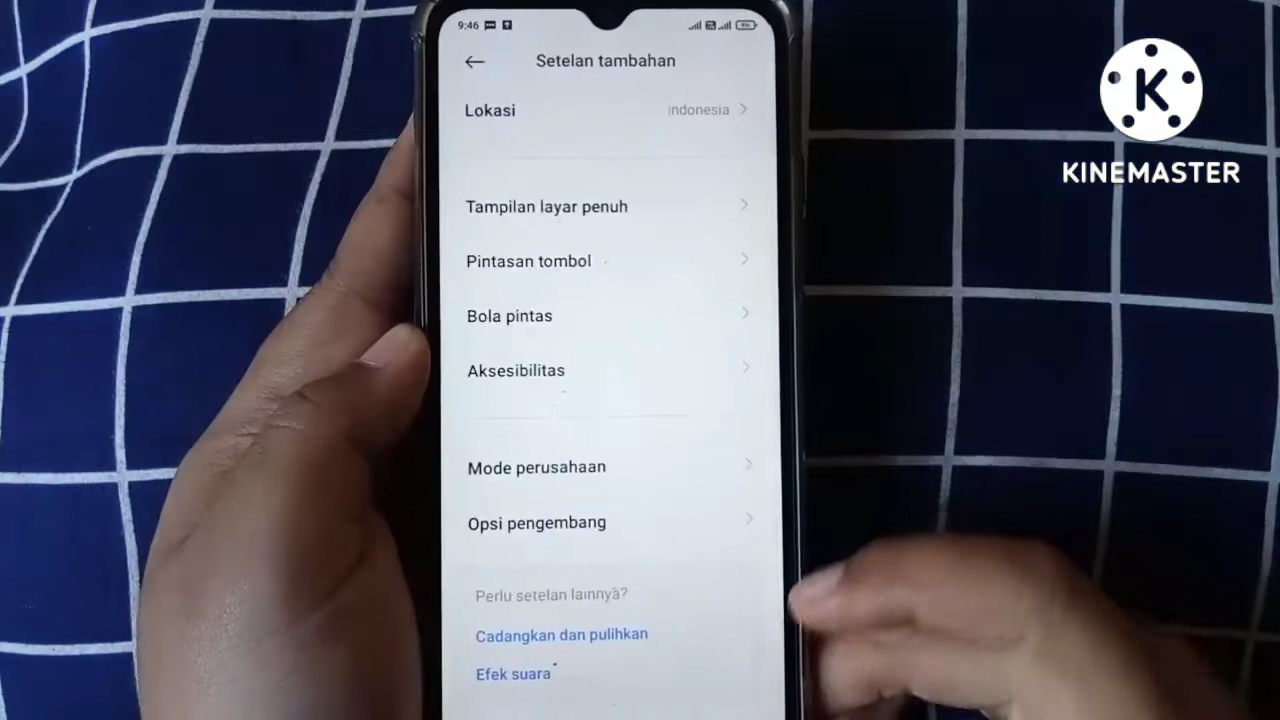 9:46
Setelan tambahan
Lokasi
Indonesia
Tampilan layar penuh
Pintasan tombol
Bola pintas
Aksesibilitas
Mode perusahaan
Opsi pengembang
Perlu setelan lainnya?
Cadangkan dan pulihkan
Efek suara
K
KINEMASTER